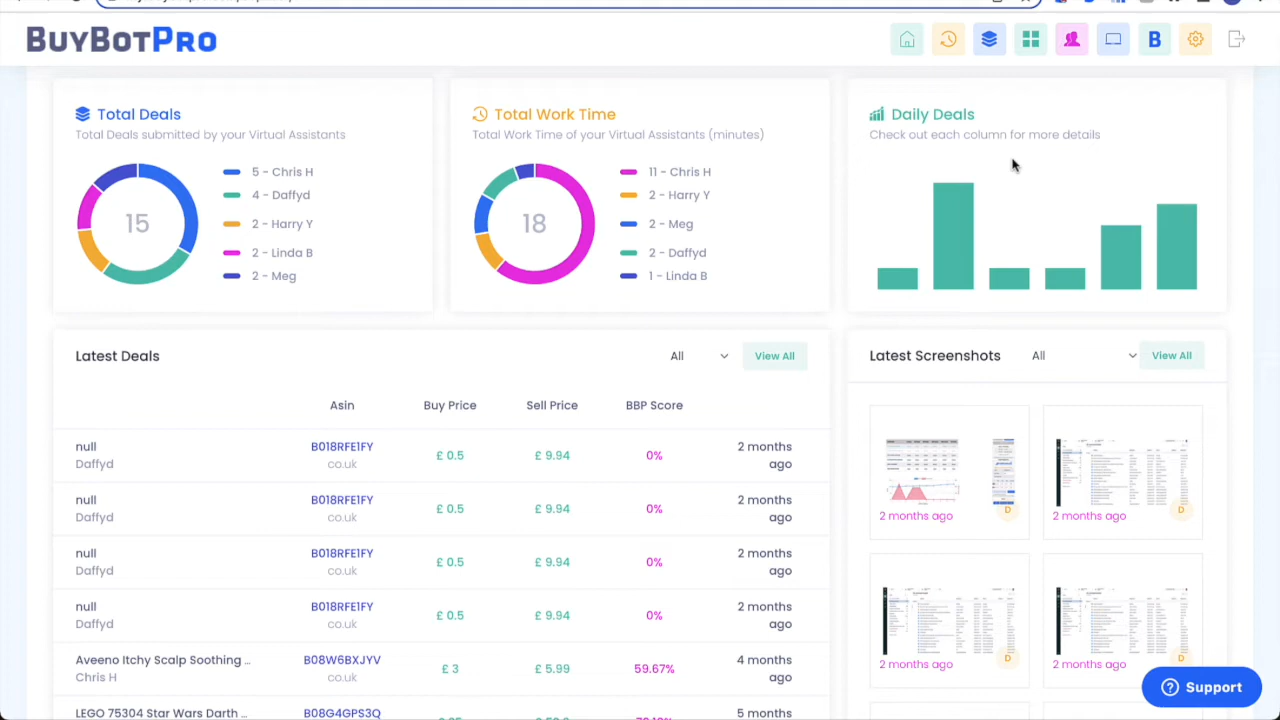 BUYBOTPRO
B
Total Deals
Total Deals submitted by your Virtual Assistants
15
5 - Chris H
4 - Daffyd
2 - Harry Y
2 - Linda B
2 - Meg
Total Work Time
Total Work Time of your Virtual Assistants (minutes)
18
11 - Chris H
2 - Harry Y
2 - Meg
2 - Daffyd
1 - Linda B
Daily Deals
Check out each column for more details
Latest Deals
All
View All
Asin Buy Price Sell Price BBP Score
null B018RFE1FY £ 0.5 £ 9.94 0% 2 months
Daffyd co.uk ago
null B018RFE1FY £ 0.5 £ 9.94 0% 2 months
Daffyd co.uk ago
null B018RFE1FY £ 0.5 £ 9.94 0% 2 months
Daffyd co.uk ago
null B018RFE1FY £ 0.5 £ 9.94 0% 2 months
Daffyd co.uk ago
Aveeno Itchy Scalp Soothing ... B08W6BXJYV £ 3 £ 5.99 59.67% 4 months
Chris H co.uk ago
LEGO 75304 Star Wars Darth ... B08G4GPS3Q 5 months
Latest Screenshots
All
View All
2 months ago D
2 months ago D
2 months ago D
2 months ago D
Support